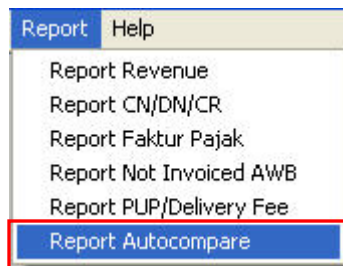 Report Help
Report Revenue
Report CN/DN/CR
Report Faktur Pajak
Report Not Invoiced AWB
Report PUP/Delivery Fee
Report Autocompare